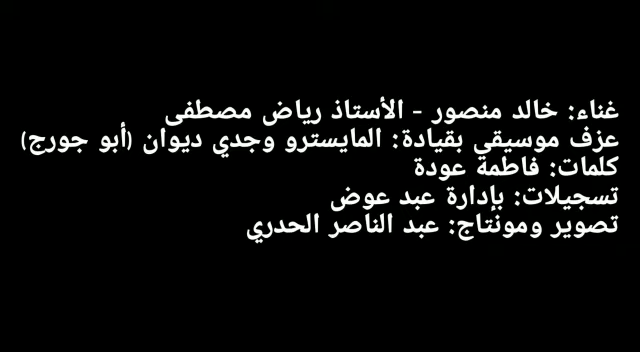 غناء: خالد منصور - الأستاذ رياض مصطفى
عزف موسيقي بقيادة: المايسترو وجدي ديوان (أبو جورج)
كلمات: فاطمة عودة
تسجيلات: بإدارة عبد عوض
تصوير ومونتاج: عبد الناصر الحدري